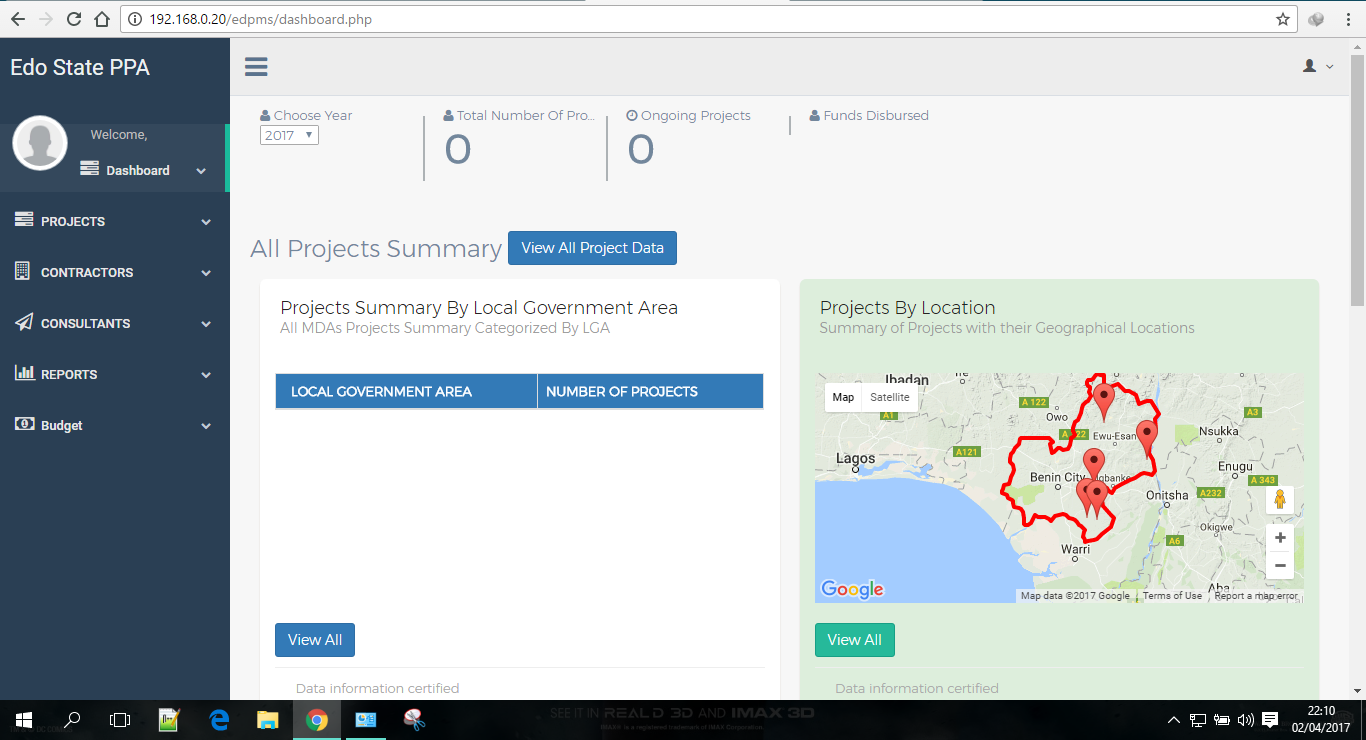 192.168.0.20/edpms/dashboard.php
Edo State PPA
Welcome,
Dashboard
PROJECTS
CONTRACTORS
CONSULTANTS
REPORTS
Budget
Choose Year
2017
Total Number Of Pro...
0
Ongoing Projects
0
Funds Disbursed
All Projects Summary
View All Project Data
Projects Summary By Local Government Area
All MDAs Projects Summary Categorized By LGA
LOCAL GOVERNMENT AREA NUMBER OF PROJECTS
View All
Data information certified
Projects By Location
Summary of Projects with their Geographical Locations
Map Satellite
Ibadan
Owo
A 122
A1
A3
Nsukka
Ewu-Esan
A121
Lagos
Enugu
Benin City
A 343
Onitsha
A232
Okigwe
A6
Warri
Aba
Google
Map data ©2017 Google Terms of Use Report a map error
View All
Data information certified
SEE IT IN REAL D 3D AND IMAX 3D
22:10
02/04/2017